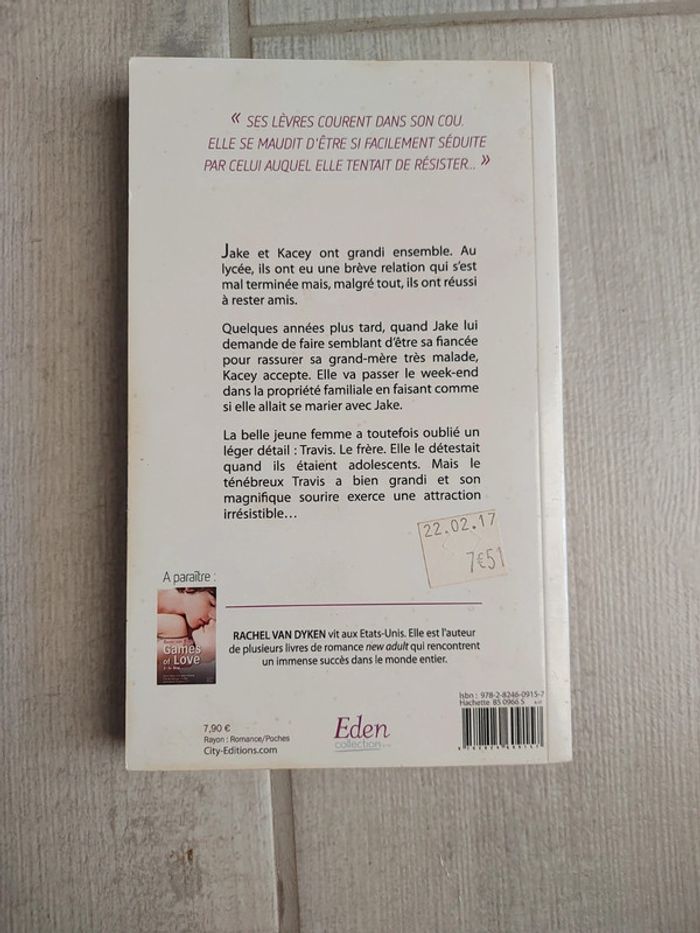 « SES LÈVRES COURENT DANS SON COU.
ELLE SE MAUDIT D'ÊTRE SI FACILEMENT SÉDUITE
PAR CELUI AUQUEL ELLE TENTAIT DE RÉSISTER... »
Jake et Kacey ont grandi ensemble. Au
lycée, ils ont eu une brève relation qui s'est
mal terminée mais, malgré tout, ils ont réussi
à rester amis.
Quelques années plus tard, quand Jake lui
demande de faire semblant d'être sa fiancée
pour rassurer sa grand-mère très malade,
Kacey accepte. Elle va passer le week-end
dans la propriété familiale en faisant comme
si elle allait se marier avec Jake.
La belle jeune femme a toutefois oublié un
léger détail : Travis. Le frère. Elle le détestait
quand ils étaient adolescents. Mais le
ténébreux Travis a bien grandi et son
magnifique sourire exerce une attraction
irrésistible…
22.02.17
7€51
A paraître :
Games
of Love
RACHEL VAN DYKEN vit aux Etats-Unis. Elle est l'auteur
de plusieurs livres de romance new adult qui rencontrent
un immense succès dans le monde entier.
7,90 €
Rayon : Romance/Poches
City-Editions.com
Eden
collection
Isbn : 978-2-8246-0915-7
Hachette 85 0966 5